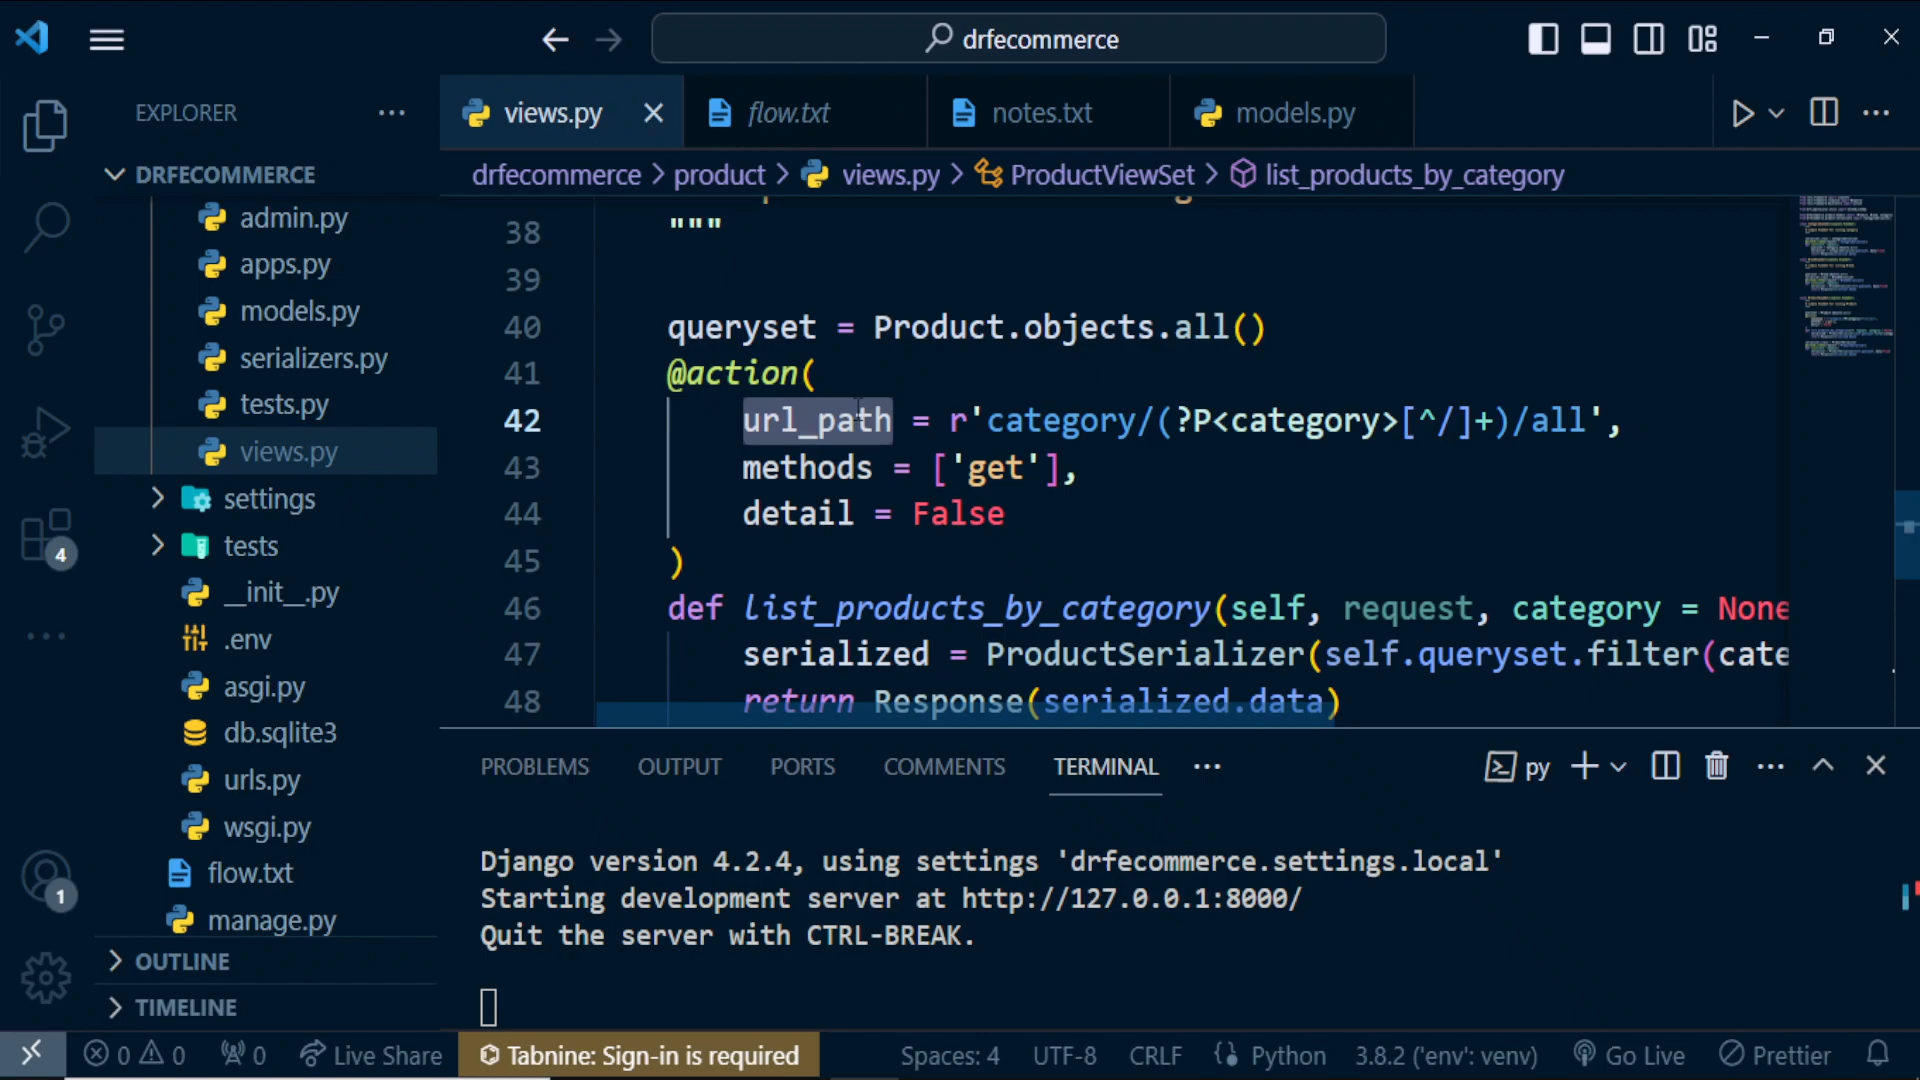 drfecommerce
EXPLORER ...
DRFECOMMERCE
admin.py
apps.py
models.py
serializers.py
tests.py
views.py
settings
tests
__init__.py
.env
asgi.py
db.sqlite3
urls.py
wsgi.py
flow.txt
manage.py
OUTLINE
TIMELINE
4
1
views.py flow.txt notes.txt models.py
drfecommerce > product > views.py > ProductViewSet > list_products_by_category
38 """
39
40 queryset = Product.objects.all()
41 @action(
42 url_path = r'category/(?P<category>[^/]+)/all',
43 methods = ['get'],
44 detail = False
45 )
46 def list_products_by_category(self, request, category = None
47 serialized = ProductSerializer(self.queryset.filter(cate
48 return Response(serialized.data)
PROBLEMS OUTPUT PORTS COMMENTS TERMINAL ... py
Django version 4.2.4, using settings 'drfecommerce.settings.local'
Starting development server at http://127.0.0.1:8000/
Quit the server with CTRL-BREAK.
0 0 0 Live Share Tabnine: Sign-in is required Spaces: 4 UTF-8 CRLF Python 3.8.2 ('env': venv) Go Live Prettier